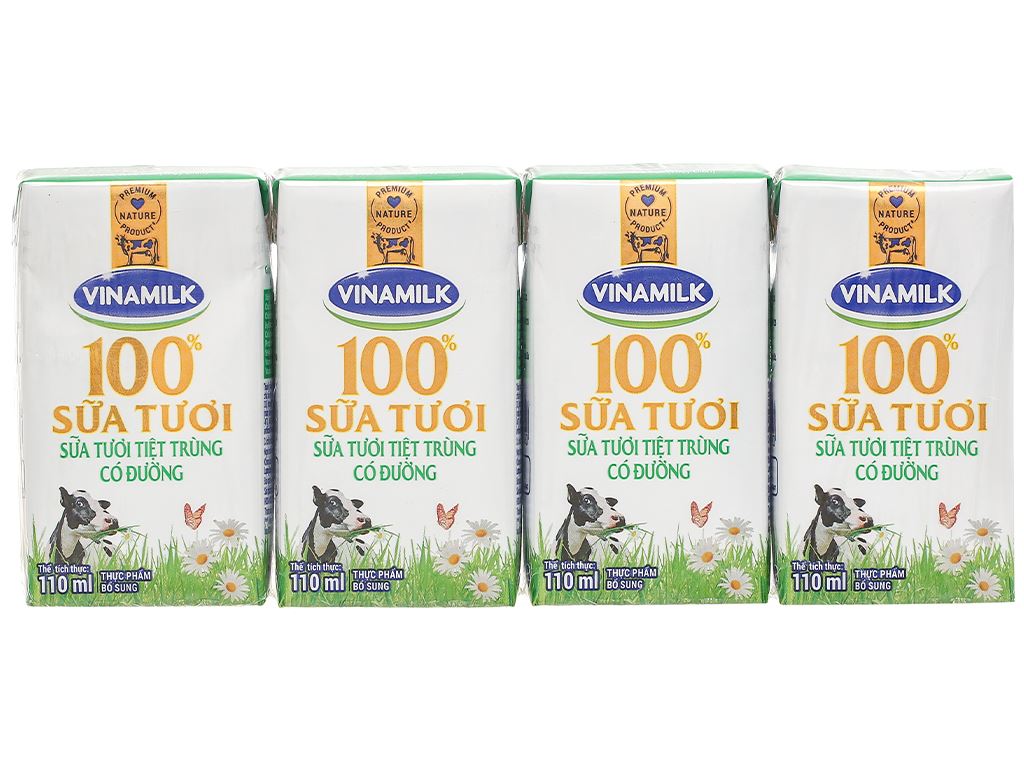 PREMIUM
NATURE
PRODUCT
VINAMILK
100%
SỮA TƯƠI
SỮA TƯƠI TIỆT TRÙNG
CÓ ĐƯỜNG
Thể tích thực:
110 ml
THỰC PHẨM
BỔ SUNG
PREMIUM
NATURE
PRODUCT
VINAMILK
100%
SỮA TƯƠI
SỮA TƯƠI TIỆT TRÙNG
CÓ ĐƯỜNG
Thể tích thực:
110 ml
THỰC PHẨM
BỔ SUNG
PREMIUM
NATURE
PRODUCT
VINAMILK
100%
SỮA TƯƠI
SỮA TƯƠI TIỆT TRÙNG
CÓ ĐƯỜNG
Thể tích thực:
110 ml
THỰC PHẨM
BỔ SUNG
PREMIUM
NATURE
PRODUCT
VINAMILK
100%
SỮA TƯƠI
SỮA TƯƠI TIỆT TRÙNG
CÓ ĐƯỜNG
Thể tích thực:
110 ml
THỰC PHẨM
BỔ SUNG